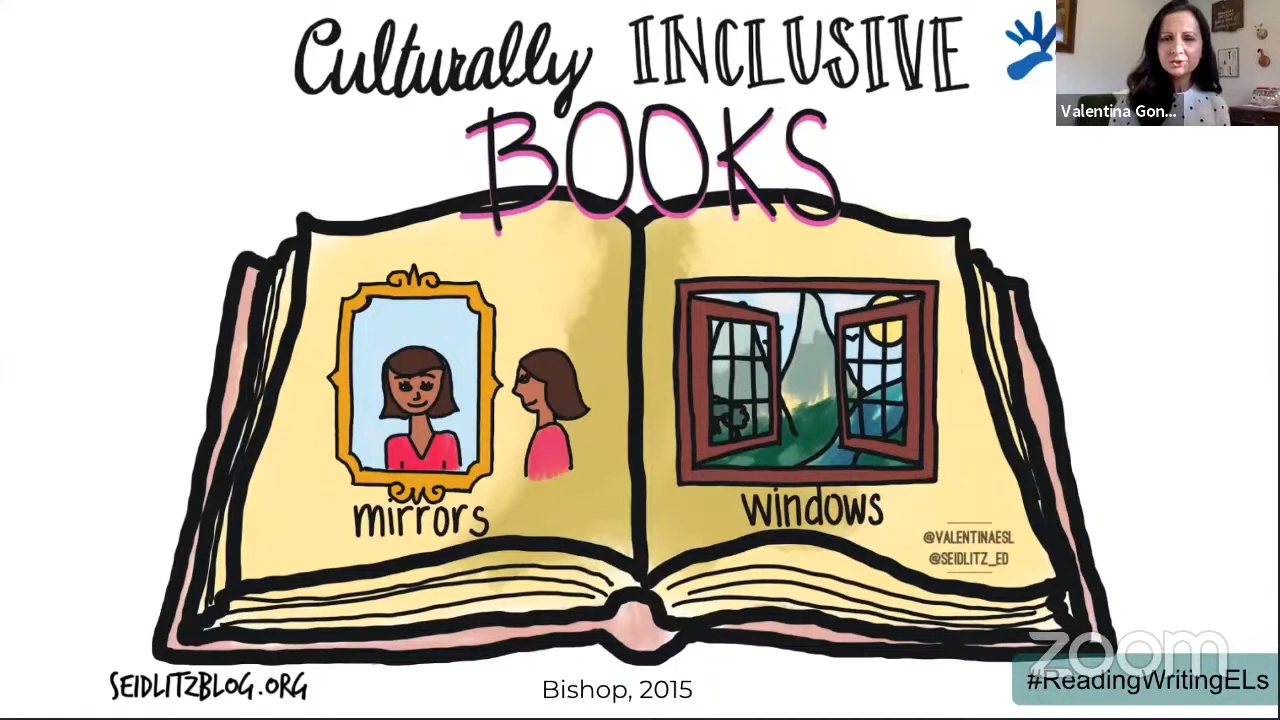 Culturally INCLUSIVE
BOOKS
Valentina Gon...
mirrors
windows
@VALENTINAESL
@SEIDLITZ_ED
zoom
SEIDLITZBLOG.ORG
Bishop, 2015
#ReadingWritingELs